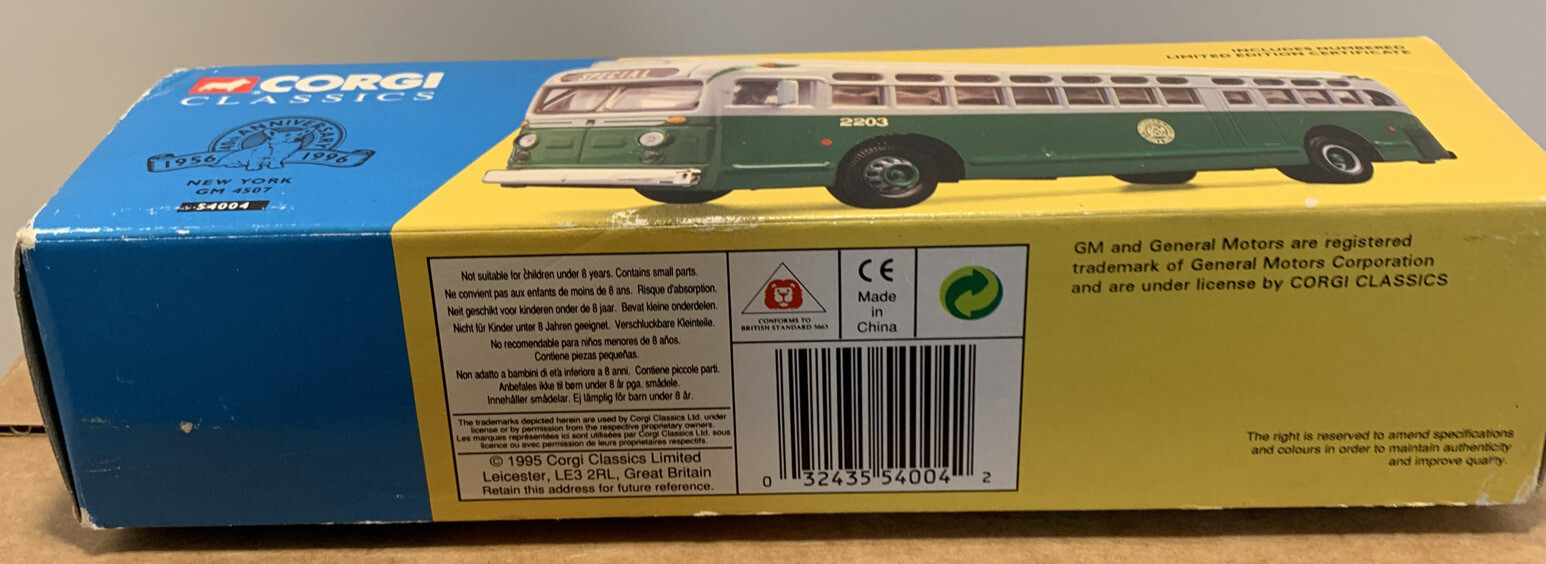 CORGI
CLASSICS
ANNIVERSARY
1956 1996
NEW YORK
GM 4507
54004
INCLUDES NUMBERED
LIMITED EDITION CERTIFICATE
SPECIAL
2203
Not suitable for children under 8 years. Contains small parts.
Ne convient pas aux enfants de moins de 8 ans. Risque d'absorption.
Neit geschikt voor kinderen onder de 8 jaar. Bevat kleine onderdelen.
Nicht für Kinder unter 8 Jahren geeignet. Verschluckbare Kleinteile.
No recomendable para niños menores de 8 años.
Contiene piezas pequeñas.
Non adatto a bambini di età inferiore a 8 anni. Contiene piccole parti.
Anbefales ikke til børn under 8 år pga. smådele.
Innehåller smådelar. Ej lämplig för barn under 8 år.
The trademarks depicted herein are used by Corgi Classics Ltd. under
license or by permission from the respective proprietary owners.
Les marques représentées ici sont utilisées par Corgi Classics Ltd. sous
licence ou avec permission de leurs proprietaires respectifs.
© 1995 Corgi Classics Limited
Leicester, LE3 2RL, Great Britain
Retain this address for future reference.
CONFORMS TO
BRITISH STANDARD 5665
CE
Made
in
China
0 32435 54004 2
GM and General Motors are registered
trademark of General Motors Corporation
and are under license by CORGI CLASSICS
The right is reserved to amend specifications
and colours in order to maintain authenticity
and improve quality.